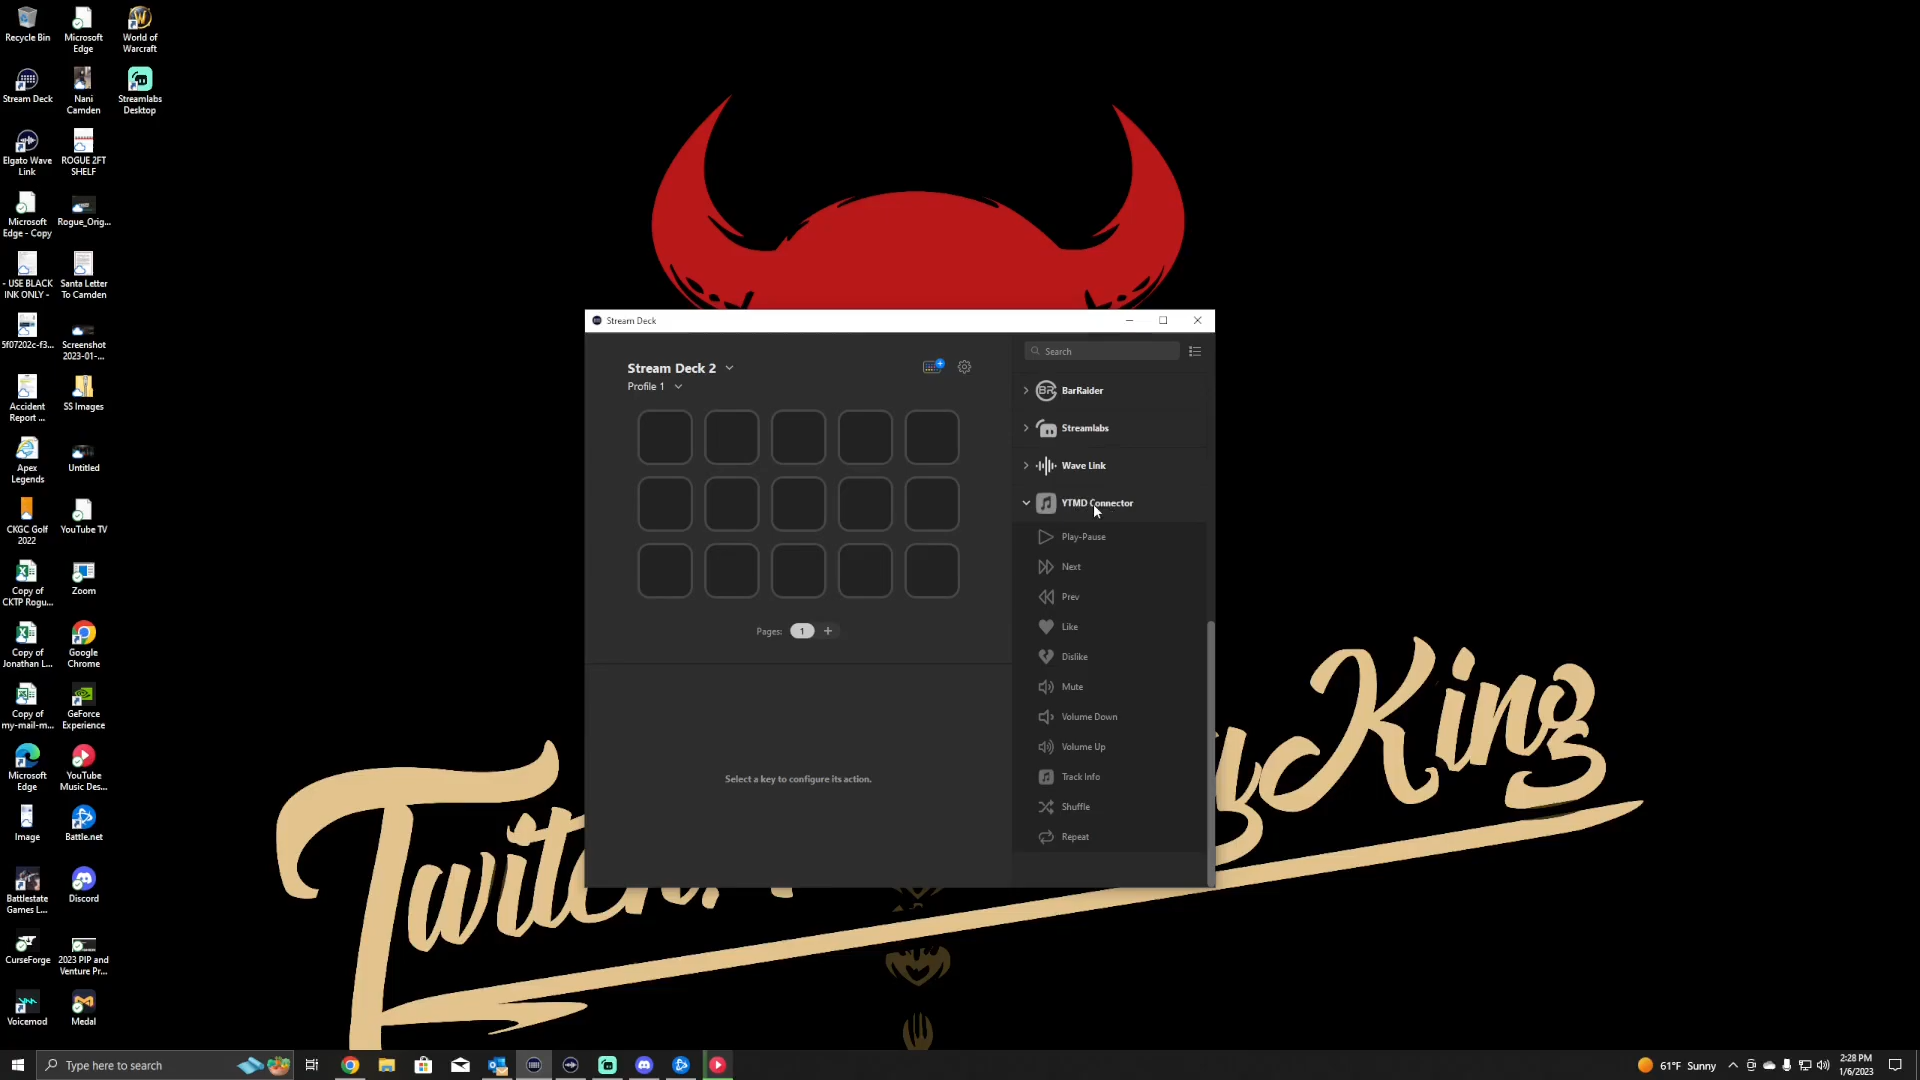 Recycle Bin
Microsoft
Edge
World of
Warcraft
Stream Deck
Nani
Camden
Streamlabs
Desktop
Elgato Wave
Link
ROGUE 2FT
SHELF
Microsoft
Edge - Copy
Rogue_Orig...
- USE BLACK
INK ONLY -
Santa Letter
To Camden
5f07202c-f3...
Screenshot
2023-01-...
Accident
Report ...
SS Images
Apex
Legends
Untitled
CKGC Golf
2022
YouTube TV
Copy of
CKTP Rogu...
Zoom
Copy of
Jonathan L...
Google
Chrome
Copy of
my-mail-m...
GeForce
Experience
Microsoft
Edge
YouTube
Music Des...
Image
Battle.net
Battlestate
Games L...
Discord
CurseForge
2023 PIP and
Venture Pr...
Voicemod
Medal
Stream Deck
Stream Deck 2
Profile 1
Pages: 1 +
Select a key to configure its action.
Search
BarRaider
Streamlabs
Wave Link
YTMD Connector
Play-Pause
Next
Prev
Like
Dislike
Mute
Volume Down
Volume Up
Track Info
Shuffle
Repeat
King
Type here to search
61°F Sunny
2:28 PM
1/6/2023